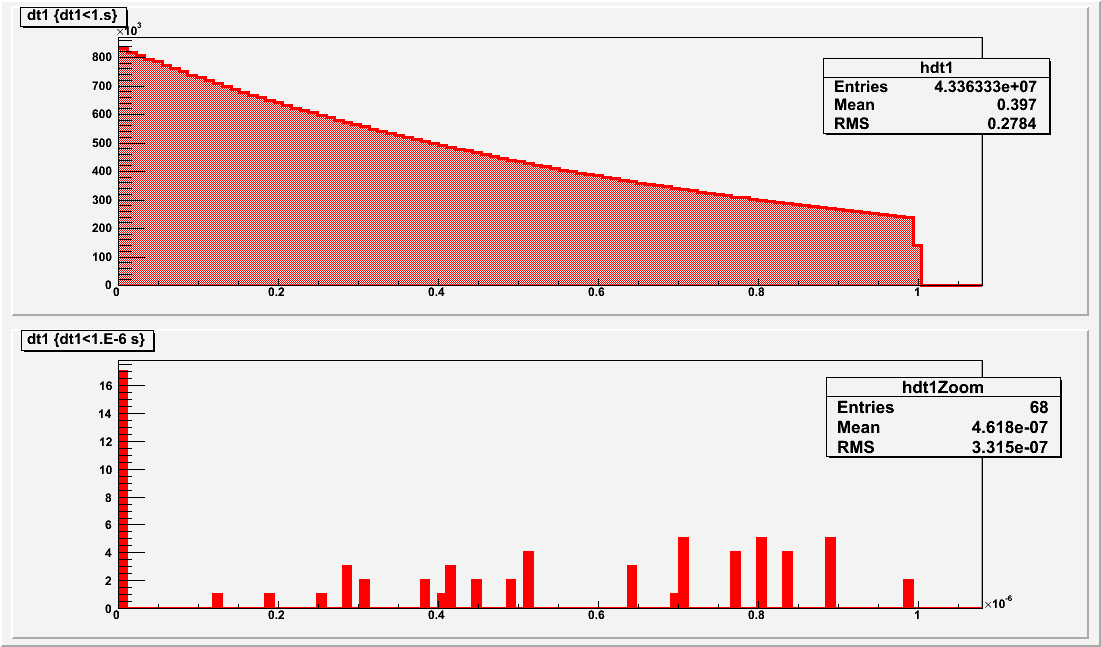 dt1 {dt1<1.s}
×10³
800
700
600
500
400
300
200
100
0
0 0.2 0.4 0.6 0.8 1
hdt1
Entries 4.336333e+07
Mean 0.397
RMS 0.2784
dt1 {dt1<1.E-6 s}
16
14
12
10
8
6
4
2
0
0 0.2 0.4 0.6 0.8 1
×10⁻⁶
hdt1Zoom
Entries 68
Mean 4.618e-07
RMS 3.315e-07